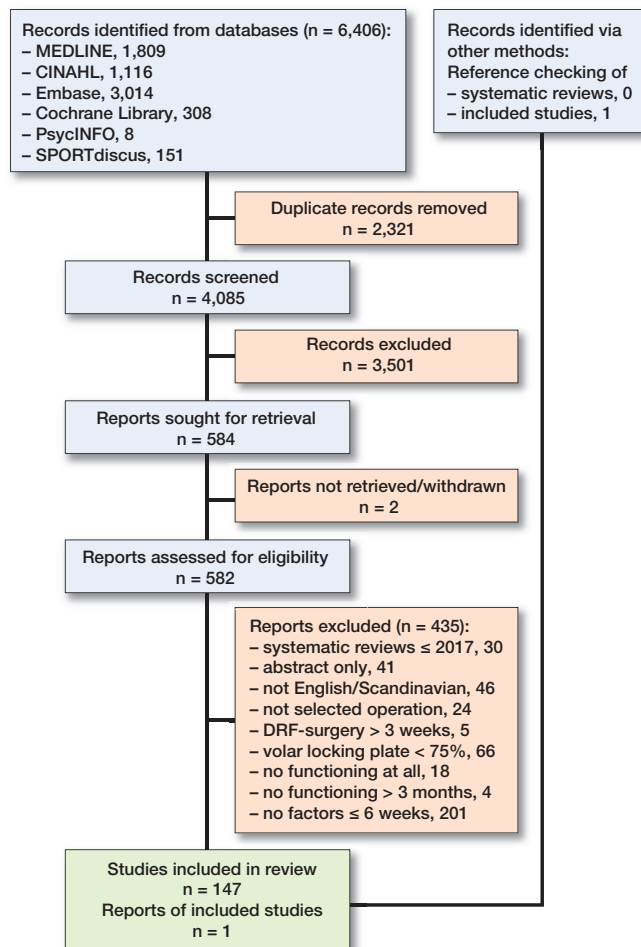 Records identified from databases (n = 6,406):
– MEDLINE, 1,809
– CINAHL, 1,116
– Embase, 3,014
– Cochrane Library, 308
– PsycINFO, 8
– SPORTdiscus, 151
Records identified via
other methods:
Reference checking of
– systematic reviews, 0
– included studies, 1
Duplicate records removed
n = 2,321
Records screened
n = 4,085
Records excluded
n = 3,501
Reports sought for retrieval
n = 584
Reports not retrieved/withdrawn
n = 2
Reports assessed for eligibility
n = 582
Reports excluded (n = 435):
– systematic reviews ≤ 2017, 30
– abstract only, 41
– not English/Scandinavian, 46
– not selected operation, 24
– DRF-surgery > 3 weeks, 5
– volar locking plate < 75%, 66
– no functioning at all, 18
– no functioning > 3 months, 4
– no factors ≤ 6 weeks, 201
Studies included in review
n = 147
Reports of included studies
n = 1